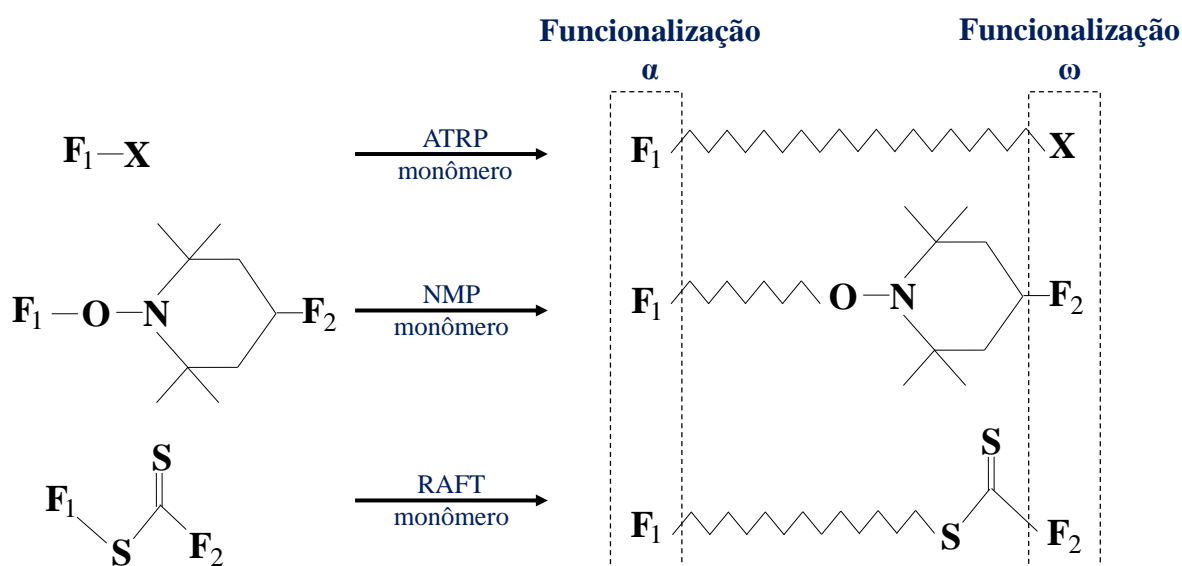 Funcionalização
α
Funcionalização
ω
F1—X
ATRP
monômero
F1
X
F1—O—N
F2
NMP
monômero
F1
O—N
F2
S
F1
S
F2
RAFT
monômero
S
F1
S
F2